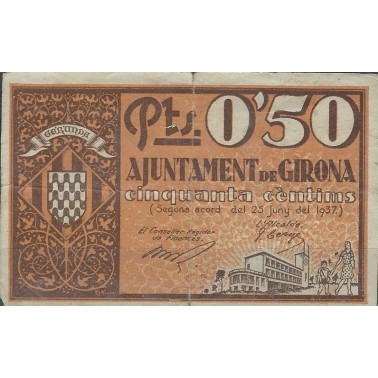 GERUNDA
Pts. 0'50
AJUNTAMENT DE GIRONA
cinquanta cèntims
(Segons acord del 25 juny del 1937)
El Conseller Regidor de Finances,
L'Alcalde